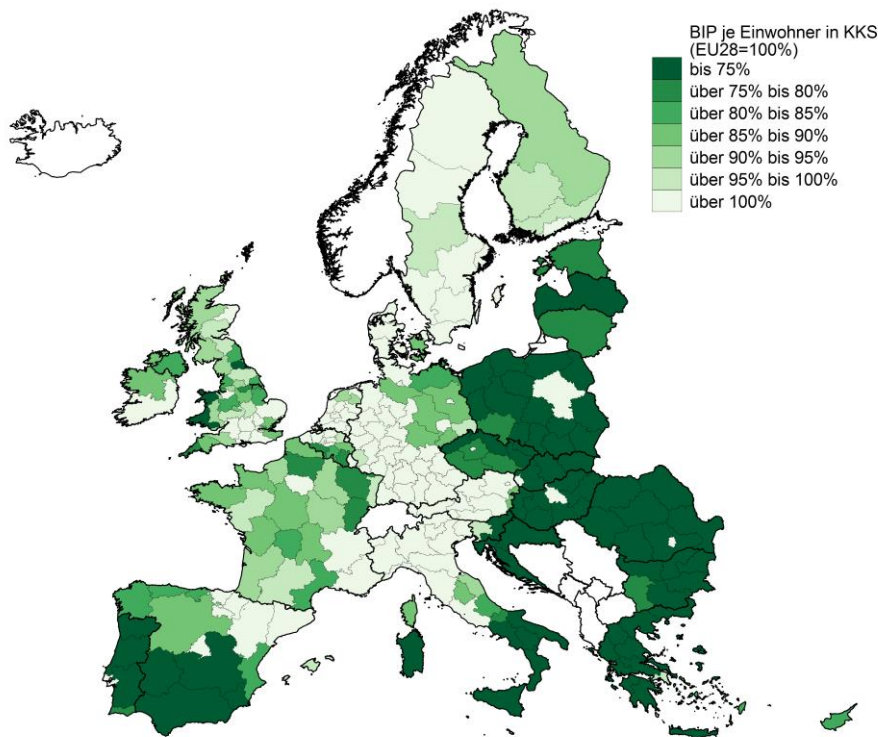 BIP je Einwohner in KKS
(EU28=100%)
bis 75%
über 75% bis 80%
über 80% bis 85%
über 85% bis 90%
über 90% bis 95%
über 95% bis 100%
über 100%